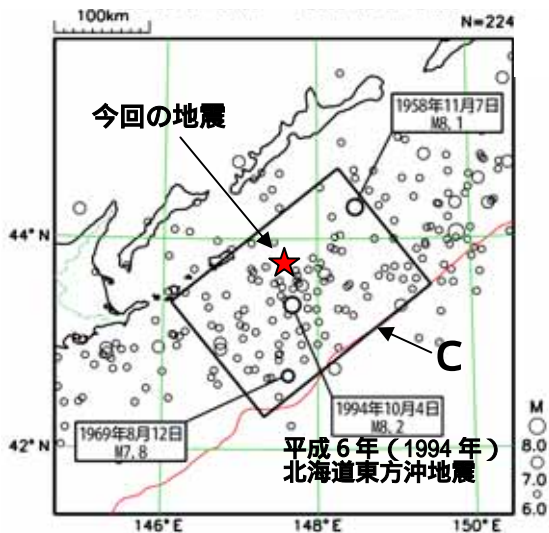 100km
N=224
1958年11月7日
M8.1
今回の地震
44°N
C
M
1994年10月4日
M8.2
1969年8月12日
M7.8
平成６年（1994 年）
北海道東方沖地震
42°N
8.0
7.0
6.0
146°E
148°E
150°E